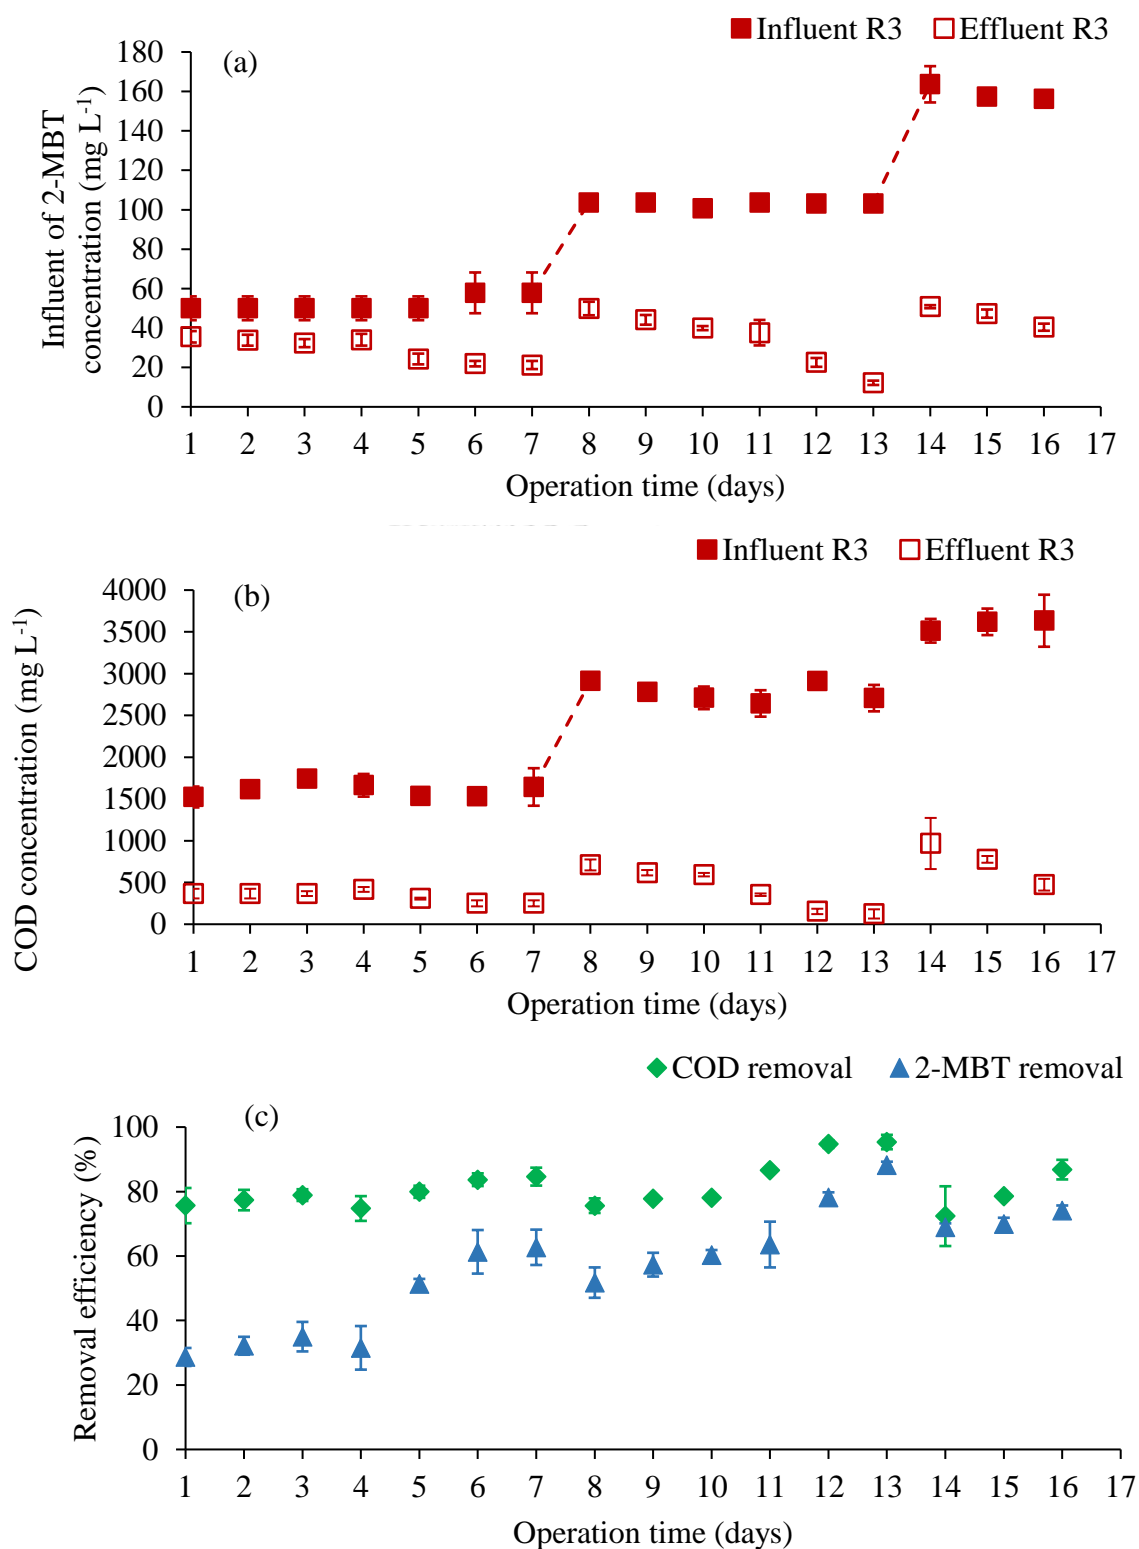 Influent R3 Effluent R3
(a)
Influent of 2-MBT
concentration (mg L-1)
180
160
140
120
100
80
60
40
20
0
1 2 3 4 5 6 7 8 9 10 11 12 13 14 15 16 17
Operation time (days)
Influent R3 Effluent R3
(b)
COD concentration (mg L-1)
4000
3500
3000
2500
2000
1500
1000
500
0
1 2 3 4 5 6 7 8 9 10 11 12 13 14 15 16 17
Operation time (days)
COD removal 2-MBT removal
(c)
Removal efficiency (%)
100
80
60
40
20
0
1 2 3 4 5 6 7 8 9 10 11 12 13 14 15 16 17
Operation time (days)